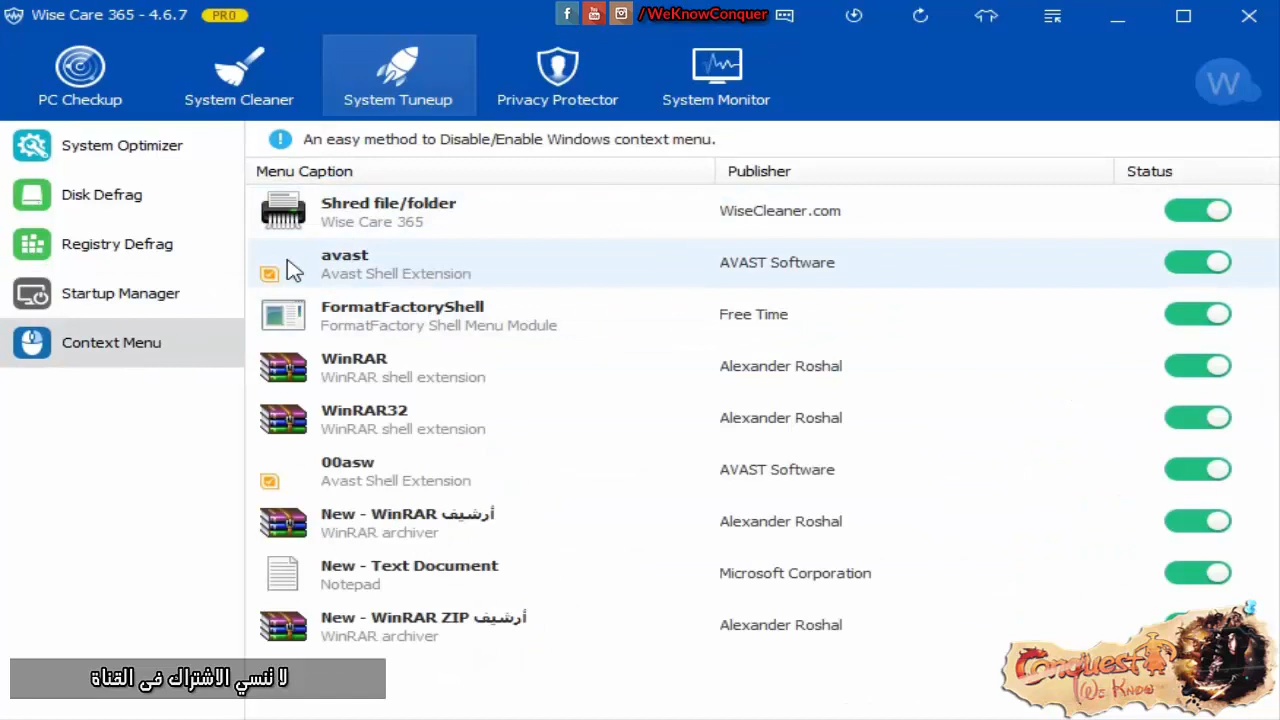 Wise Care 365 - 4.6.7 PRO
/WeKnowConquer
PC Checkup
System Cleaner
System Tuneup
Privacy Protector
System Monitor
W
System Optimizer
Disk Defrag
Registry Defrag
Startup Manager
Context Menu
An easy method to Disable/Enable Windows context menu.
Menu Caption Publisher Status
Shred file/folder
Wise Care 365
WiseCleaner.com
avast
Avast Shell Extension
AVAST Software
FormatFactoryShell
FormatFactory Shell Menu Module
Free Time
WinRAR
WinRAR shell extension
Alexander Roshal
WinRAR32
WinRAR shell extension
Alexander Roshal
00asw
Avast Shell Extension
AVAST Software
New - WinRAR أرشيف
WinRAR archiver
Alexander Roshal
New - Text Document
Notepad
Microsoft Corporation
New - WinRAR ZIP أرشيف
WinRAR archiver
Alexander Roshal
لا تنسي الاشتراك فى القناة
Conquest
We Know